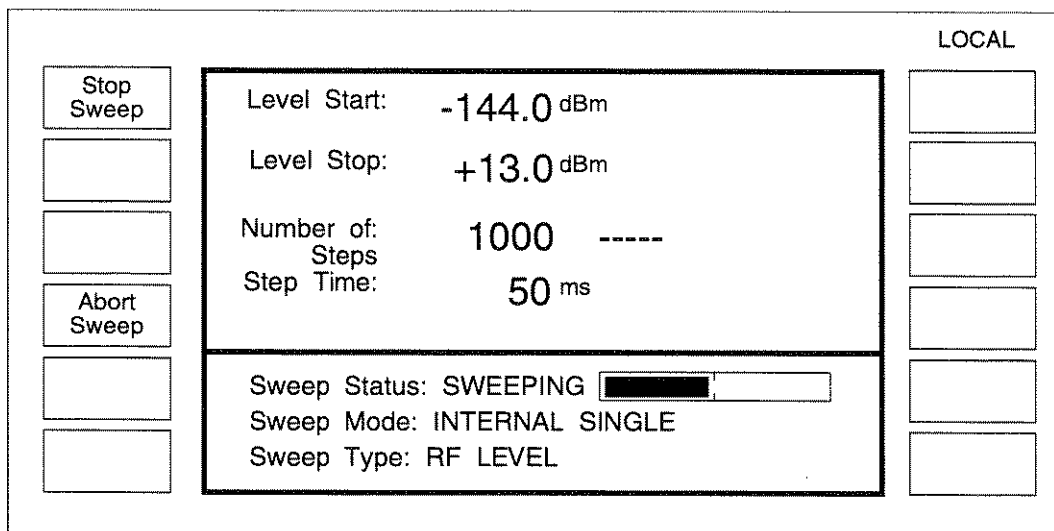 LOCAL
Stop
Sweep
Abort
Sweep
Level Start: -144.0 dBm
Level Stop: +13.0 dBm
Number of: 1000 -----
Steps
Step Time: 50 ms
Sweep Status: SWEEPING
Sweep Mode: INTERNAL SINGLE
Sweep Type: RF LEVEL